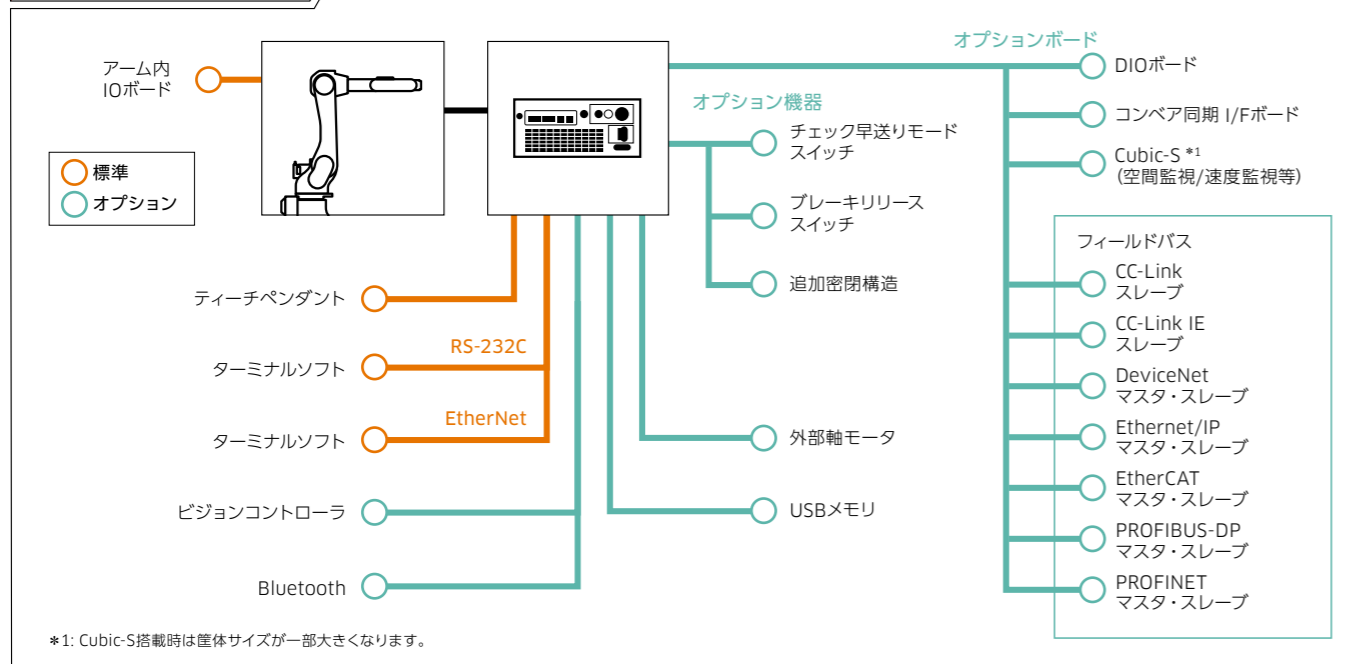 アーム内
IOボード
標準
オプション
ティーチペンダント
RS-232C
ターミナルソフト
EtherNet
ターミナルソフト
ビジョンコントローラ
Bluetooth
オプション機器
チェック早送りモード
スイッチ
ブレーキリリース
スイッチ
追加密閉構造
外部軸モータ
USBメモリ
オプションボード
DIOボード
コンベア同期 I/Fボード
Cubic-S *1
(空間監視/速度監視等)
フィールドバス
CC-Link
スレーブ
CC-Link IE
スレーブ
DeviceNet
マスタ・スレーブ
Ethernet/IP
マスタ・スレーブ
EtherCAT
マスタ・スレーブ
PROFIBUS-DP
マスタ・スレーブ
PROFINET
マスタ・スレーブ
*1: Cubic-S搭載時は筐体サイズが一部大きくなります。